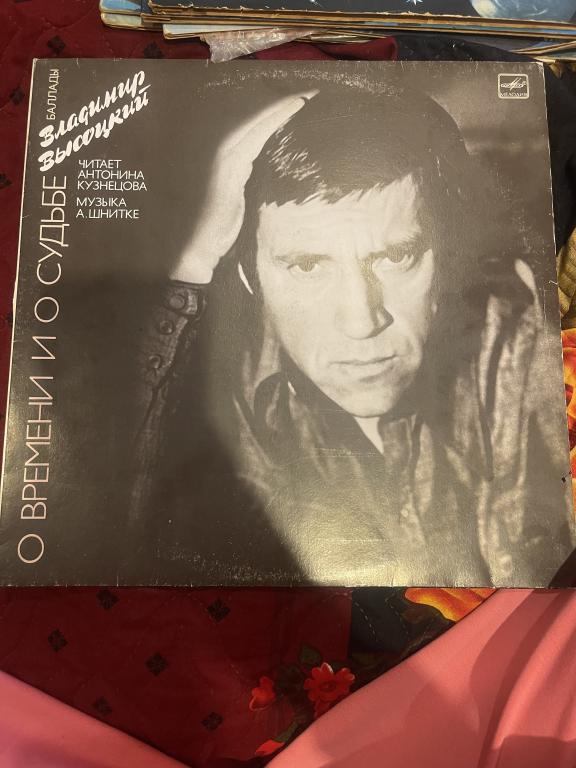 О ВРЕМЕНИ И О СУДЬБЕ
БАЛЛАДЫ
Владимир
Высоцкий
ЧИТАЕТ
АНТОНИНА
КУЗНЕЦОВА
МУЗЫКА
А. ШНИТКЕ
МЕЛОДИЯ